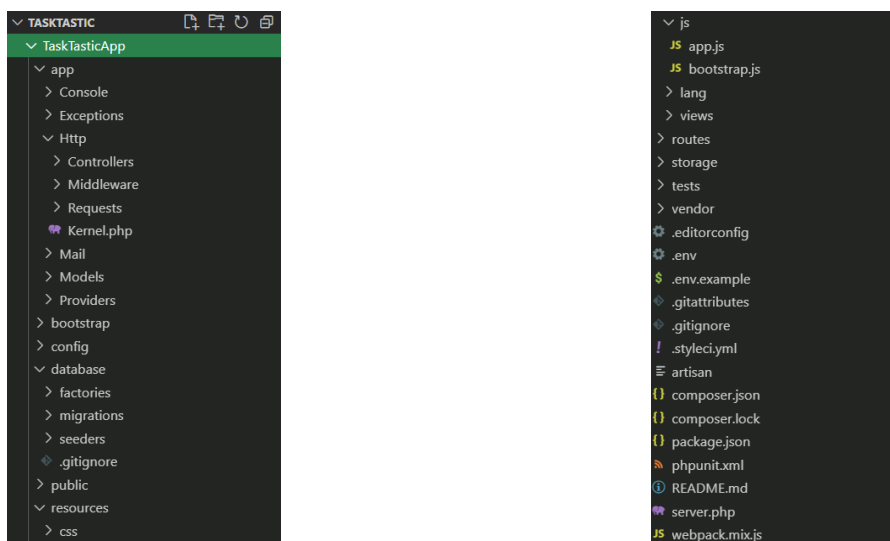 TASKTASTIC
TaskTasticApp
app
Console
Exceptions
Http
Controllers
Middleware
Requests
Kernel.php
Mail
Models
Providers
bootstrap
config
database
factories
migrations
seeders
.gitignore
public
resources
css
js
JS app.js
JS bootstrap.js
lang
views
routes
storage
tests
vendor
.editorconfig
.env
$ .env.example
.gitattributes
.gitignore
! .styleci.yml
artisan
{} composer.json
{} composer.lock
{} package.json
phpunit.xml
README.md
server.php
JS webpack.mix.js